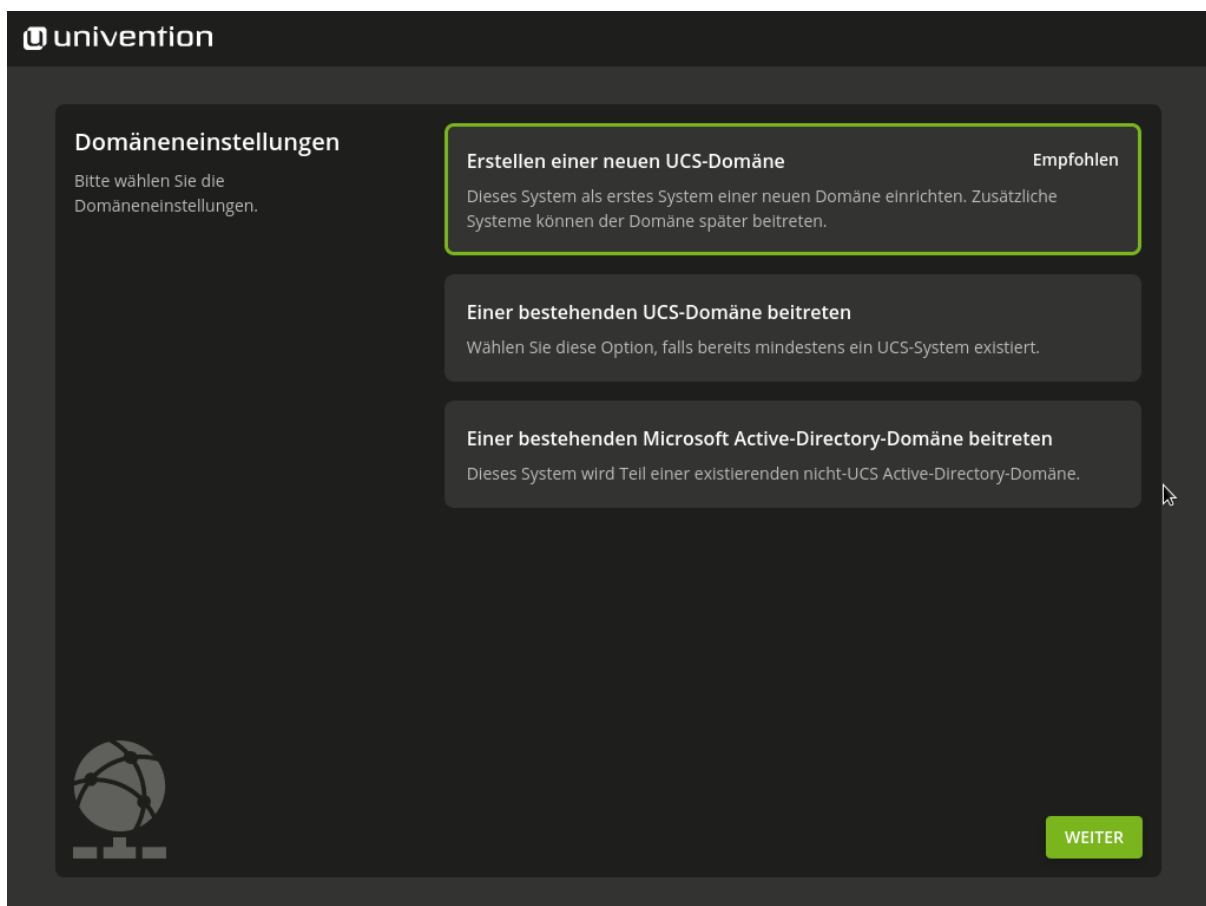 univention
Domäneneinstellungen
Bitte wählen Sie die
Domäneneinstellungen.
Erstellen einer neuen UCS-Domäne
Empfohlen
Dieses System als erstes System einer neuen Domäne einrichten. Zusätzliche
Systeme können der Domäne später beitreten.
Einer bestehenden UCS-Domäne beitreten
Wählen Sie diese Option, falls bereits mindestens ein UCS-System existiert.
Einer bestehenden Microsoft Active-Directory-Domäne beitreten
Dieses System wird Teil einer existierenden nicht-UCS Active-Directory-Domäne.
WEITER